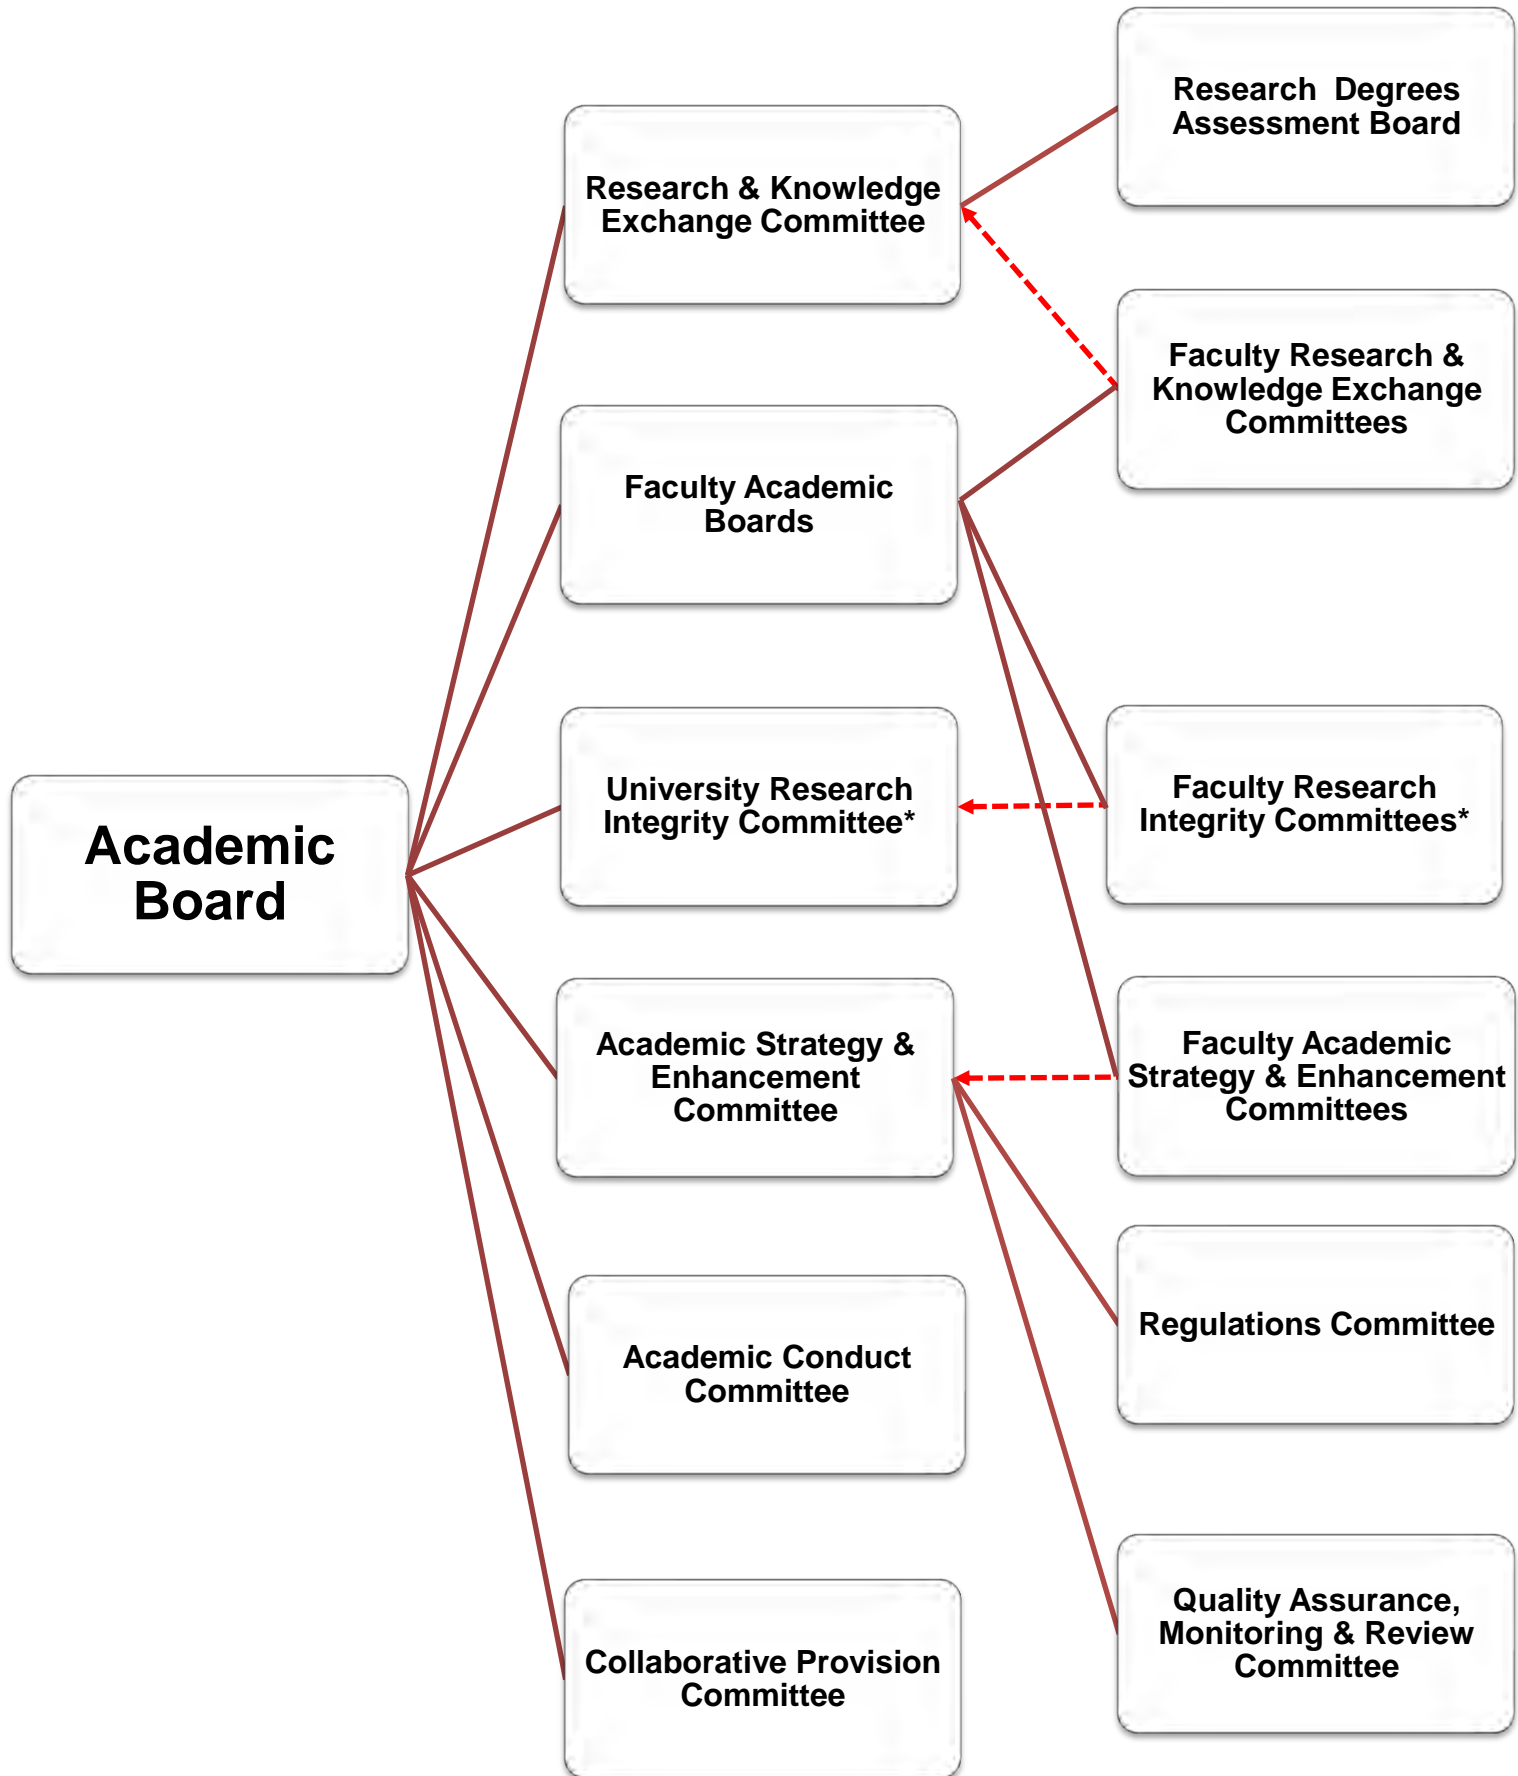 Academic
Board
Research & Knowledge
Exchange Committee
Faculty Academic
Boards
University Research
Integrity Committee*
Academic Strategy &
Enhancement
Committee
Academic Conduct
Committee
Collaborative Provision
Committee
Research Degrees
Assessment Board
Faculty Research &
Knowledge Exchange
Committees
Faculty Research
Integrity Committees*
Faculty Academic
Strategy & Enhancement
Committees
Regulations Committee
Quality Assurance,
Monitoring & Review
Committee